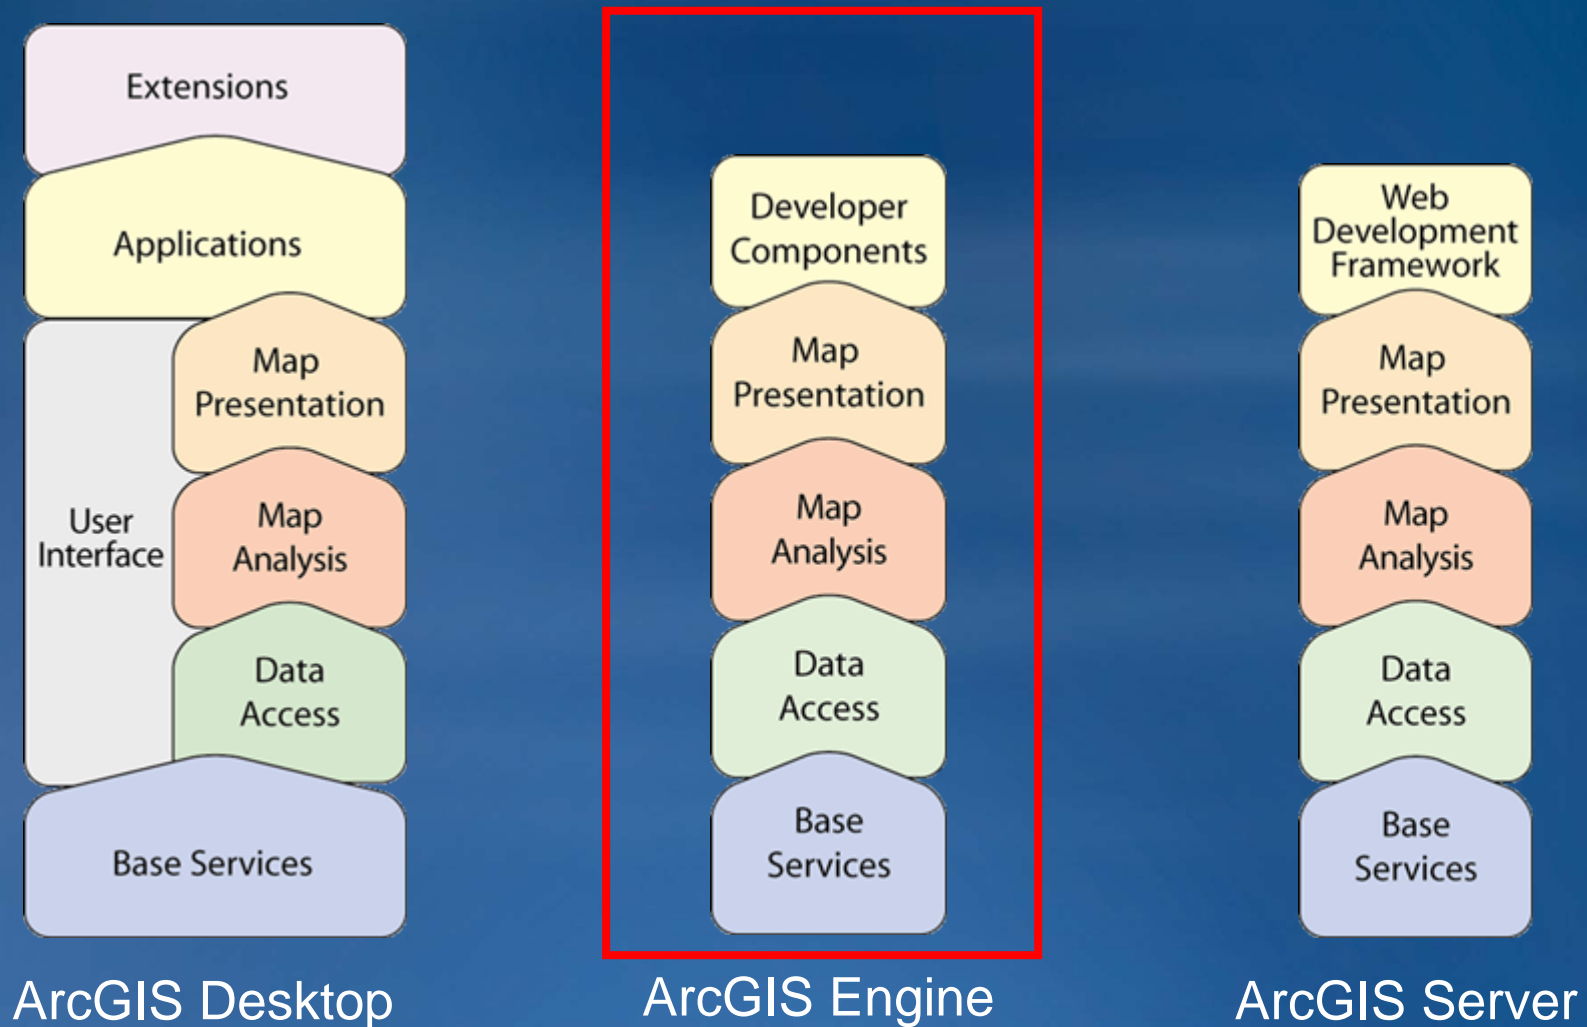 Extensions
Applications
Map
Presentation
User
Interface
Map
Analysis
Data
Access
Base Services
ArcGIS Desktop
Developer
Components
Map
Presentation
Map
Analysis
Data
Access
Base
Services
ArcGIS Engine
Web
Development
Framework
Map
Presentation
Map
Analysis
Data
Access
Base
Services
ArcGIS Server